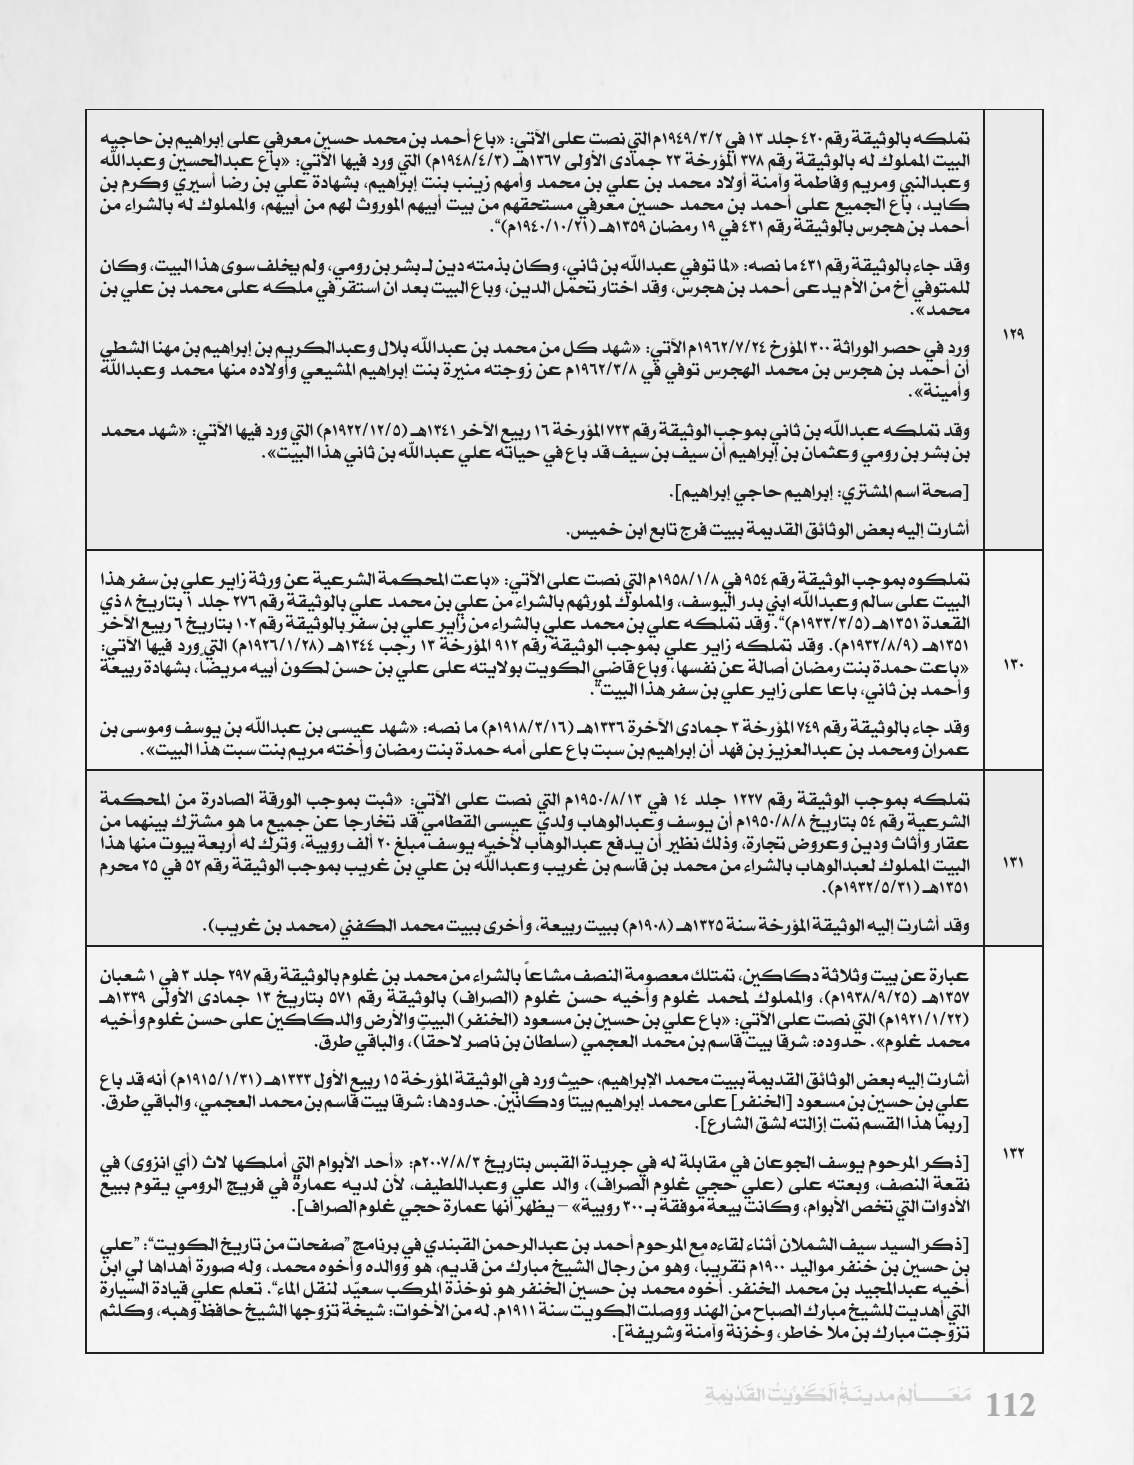 تملكه بالوثيقة رقم ٤٢٠ جلد ١٣ في ١٩٤٩/٣/٢م التي نصت على الآتي: «باع أحمد بن محمد حسين معرفي على إبراهيم بن حاجيه
البيت المملوك له بالوثيقة رقم ٣٧٨ المؤرخة ٢٣ جمادى الأولى ١٣٦٧هـ (١٩٤٨/٤/٣م) التي ورد فيها الآتي: «باع عبدالحسين وعبدالله
وعبدالنبي ومريم وفاطمة وآمنة أولاد محمد بن علي بن محمد وأمهم زينب بنت إبراهيم، بشهادة علي بن رضا أسيري وكرم بن
كايد، باع الجميع على أحمد بن محمد حسين معرفي مستحقهم من بيت أبيهم الموروث لهم من أبيهم، والمملوك له بالشراء من
أحمد بن هجرس بالوثيقة رقم ٤٣١ في ١٩ رمضان ١٣٥٩هـ (١٩٤٠/١٠/٢١م)“.
وقد جاء بالوثيقة رقم ٤٣١ ما نصه: «لما توفي عبدالله بن ثاني، وكان بذمته دين لـ بشر بن رومي، ولم يخلف سوى هذا البيت، وكان
للمتوفي أخ من الأم يدعى أحمد بن هجرس، وقد اختار تحمل الدين، وباع البيت بعد ان استقر في ملكه على محمد بن علي بن
محمد».
١٢٩
ورد في حصر الوراثة ٣٠٠ المؤرخ ١٩٦٢/٧/٢٤م الآتي: «شهد كل من محمد بن عبدالله بلال وعبدالكريم بن إبراهيم بن مهنا الشطي
أن أحمد بن هجرس بن محمد الهجرس توفي في ١٩٦٢/٣/٨م عن زوجته منيرة بنت إبراهيم المشيعي وأولاده منها محمد وعبدالله
وأمينة».
وقد تملكه عبدالله بن ثاني بموجب الوثيقة رقم ٧٢٣ المؤرخة ١٦ ربيع الآخر ١٣٤١هـ (١٩٢٢/١٢/٥م) التي ورد فيها الآتي: «شهد محمد
بن بشر بن رومي وعثمان بن إبراهيم أن سيف بن سيف قد باع في حياته علي عبدالله بن ثاني هذا البيت».
[صحة اسم المشتري: إبراهيم حاجي إبراهيم].
أشارت إليه بعض الوثائق القديمة ببيت فرج تابع ابن خميس.
تملكوه بموجب الوثيقة رقم ٩٥٤ في ١٩٥٨/١/٨م التي نصت على الآتي: «باعت المحكمة الشرعية عن ورثة زاير علي بن سفر هذا
البيت على سالم وعبدالله ابني بدر اليوسف، والمملوك لمورثهم بالشراء من علي بن محمد علي بالوثيقة رقم ٢٧٦ جلد ١ بتاريخ ٨ ذي
القعدة ١٣٥١هـ (١٩٣٣/٣/٥م)“. وقد تملكه علي بن محمد علي بالشراء من زاير علي بن سفر بالوثيقة رقم ١٠٢ بتاريخ ٦ ربيع الآخر
١٣٥١هـ (١٩٣٢/٨/٩م). وقد تملكه زاير علي بموجب الوثيقة رقم ٩١٢ المؤرخة ١٣ رجب ١٣٤٤هـ (١٩٢٦/١/٢٨م) التي ورد فيها الآتي:
«باعت حمدة بنت رمضان أصالة عن نفسها، وباع قاضي الكويت بولايته على علي بن حسن لكون أبيه مريضاً، بشهادة ربيعة
وأحمد بن ثاني، باعا على زاير علي بن سفر هذا البيت“.
١٣٠
وقد جاء بالوثيقة رقم ٧٤٩ المؤرخة ٣ جمادى الآخرة ١٣٣٦هـ (١٩١٨/٣/١٦م) ما نصه: «شهد عيسى بن عبدالله بن يوسف وموسى بن
عمران ومحمد بن عبدالعزيز بن فهد أن إبراهيم بن سبت باع على أمه حمدة بنت رمضان وأخته مريم بنت سبت هذا البيت».
تملكه بموجب الوثيقة رقم ١٢٢٧ جلد ١٤ في ١٩٥٠/٨/١٣م التي نصت على الآتي: «ثبت بموجب الورقة الصادرة من المحكمة
الشرعية رقم ٥٤ بتاريخ ١٩٥٠/٨/٨م أن يوسف وعبدالوهاب ولدي عيسى القطامي قد تخارجا عن جميع ما هو مشترك بينهما من
عقار وأثاث ودين وعروض تجارة، وذلك نظير أن يدفع عبدالوهاب لأخيه يوسف مبلغ ٢٠ ألف روبية، وترك له أربعة بيوت منها هذا
البيت المملوك لعبدالوهاب بالشراء من محمد بن قاسم بن غريب وعبدالله بن علي بن غريب بموجب الوثيقة رقم ٥٢ في ٢٥ محرم
١٣٥١هـ (١٩٣٢/٥/٣١م).
١٣١
وقد أشارت إليه الوثيقة المؤرخة سنة ١٣٢٥هـ (١٩٠٨م) ببيت ربيعة، وأخرى ببيت محمد الكفني (محمد بن غريب).
عبارة عن بيت وثلاثة دكاكين، تمتلك معصومة النصف مشاعاً بالشراء من محمد بن غلوم بالوثيقة رقم ٢٩٧ جلد ٣ في ١ شعبان
١٣٥٧هـ (١٩٣٨/٩/٢٥م)، والمملوك لمحمد غلوم وأخيه حسن غلوم (الصراف) بالوثيقة رقم ٥٧١ بتاريخ ١٣ جمادى الأولى ١٣٣٩هـ
(١٩٢١/١/٢٢م) التي نصت على الآتي: «باع علي بن حسين بن مسعود (الخنفر) البيت والأرض والدكاكين على حسن غلوم وأخيه
محمد غلوم». حدوده: شرقا بيت قاسم بن محمد العجمي (سلطان بن ناصر لاحقاً)، والباقي طرق.
أشارت إليه بعض الوثائق القديمة ببيت محمد الإبراهيم، حيث ورد في الوثيقة المؤرخة ١٥ ربيع الأول ١٣٣٣هـ (١٩١٥/١/٣١م) أنه قد باع
علي بن حسين بن مسعود [الخنفر] على محمد إبراهيم بيتاً ودكانين. حدودها: شرقا بيت قاسم بن محمد العجمي، والباقي طرق.
[ربما هذا القسم تمت إزالته لشق الشارع].
١٣٢
[ذكر المرحوم يوسف الجوعان في مقابلة له في جريدة القبس بتاريخ ٢٠٠٧/٨/٣م: «أحد الأبوام التي أملكها لاث (أي انزوى) في
نقعة النصف، وبعته على (علي حجي غلوم الصراف)، والد علي وعبداللطيف، لأن لديه عمارة في فريج الرومي يقوم ببيع
الأدوات التي تخص الأبوام، وكانت بيعة موفقة بـ ٣٠٠ روبية» – يظهر أنها عمارة حجي غلوم الصراف].
[ذكر السيد سيف الشملان أثناء لقاءه مع المرحوم أحمد بن عبدالرحمن القبندي في برنامج ”صفحات من تاريخ الكويت“: ”علي
بن حسين بن خنفر مواليد ١٩٠٠م تقريباً، وهو من رجال الشيخ مبارك من قديم، هو ووالده وأخوه محمد، وله صورة أهداها لي ابن
أخيه عبدالمجيد بن محمد الخنفر. أخوه محمد بن حسين الخنفر هو نوخذة المركب سعيّد لنقل الماء“. تعلم علي قيادة السيارة
التي أهديت للشيخ مبارك الصباح من الهند ووصلت الكويت سنة ١٩١١م. له من الأخوات: شيخة تزوجها الشيخ حافظ وهبه، وكلثم
تزوجت مبارك بن ملا خاطر، وخزنة وآمنة وشريفة].
112 مَعَـــالِمُ مدينَـةُ الكُوَيْت القَدِيْمَة